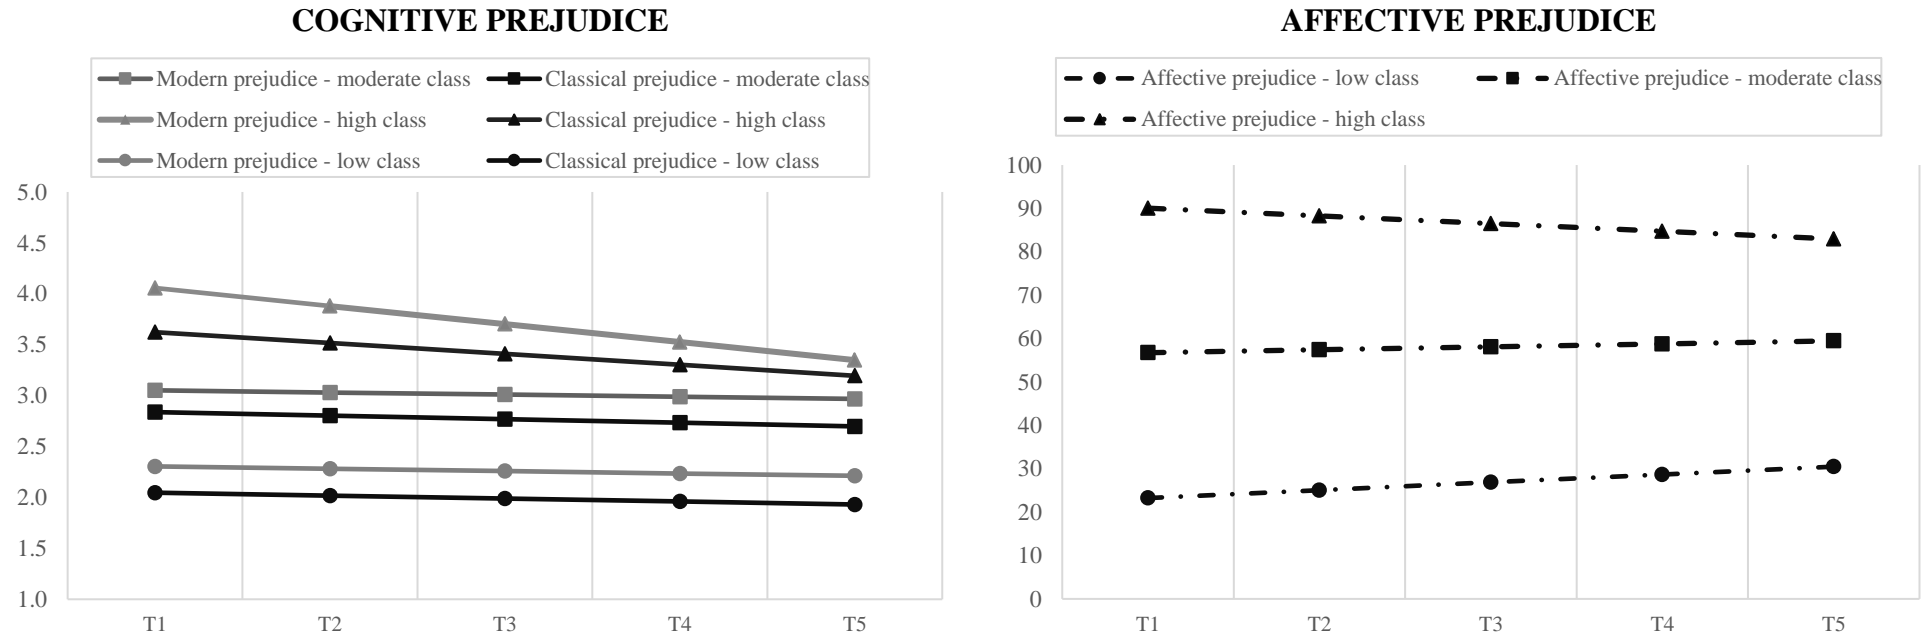 COGNITIVE PREJUDICE
Modern prejudice - moderate class Classical prejudice - moderate class
Modern prejudice - high class Classical prejudice - high class
Modern prejudice - low class Classical prejudice - low class
5.0
4.5
4.0
3.5
3.0
2.5
2.0
1.5
1.0
T1 T2 T3 T4 T5
AFFECTIVE PREJUDICE
Affective prejudice - low class Affective prejudice - moderate class
Affective prejudice - high class
100
90
80
70
60
50
40
30
20
10
0
T1 T2 T3 T4 T5